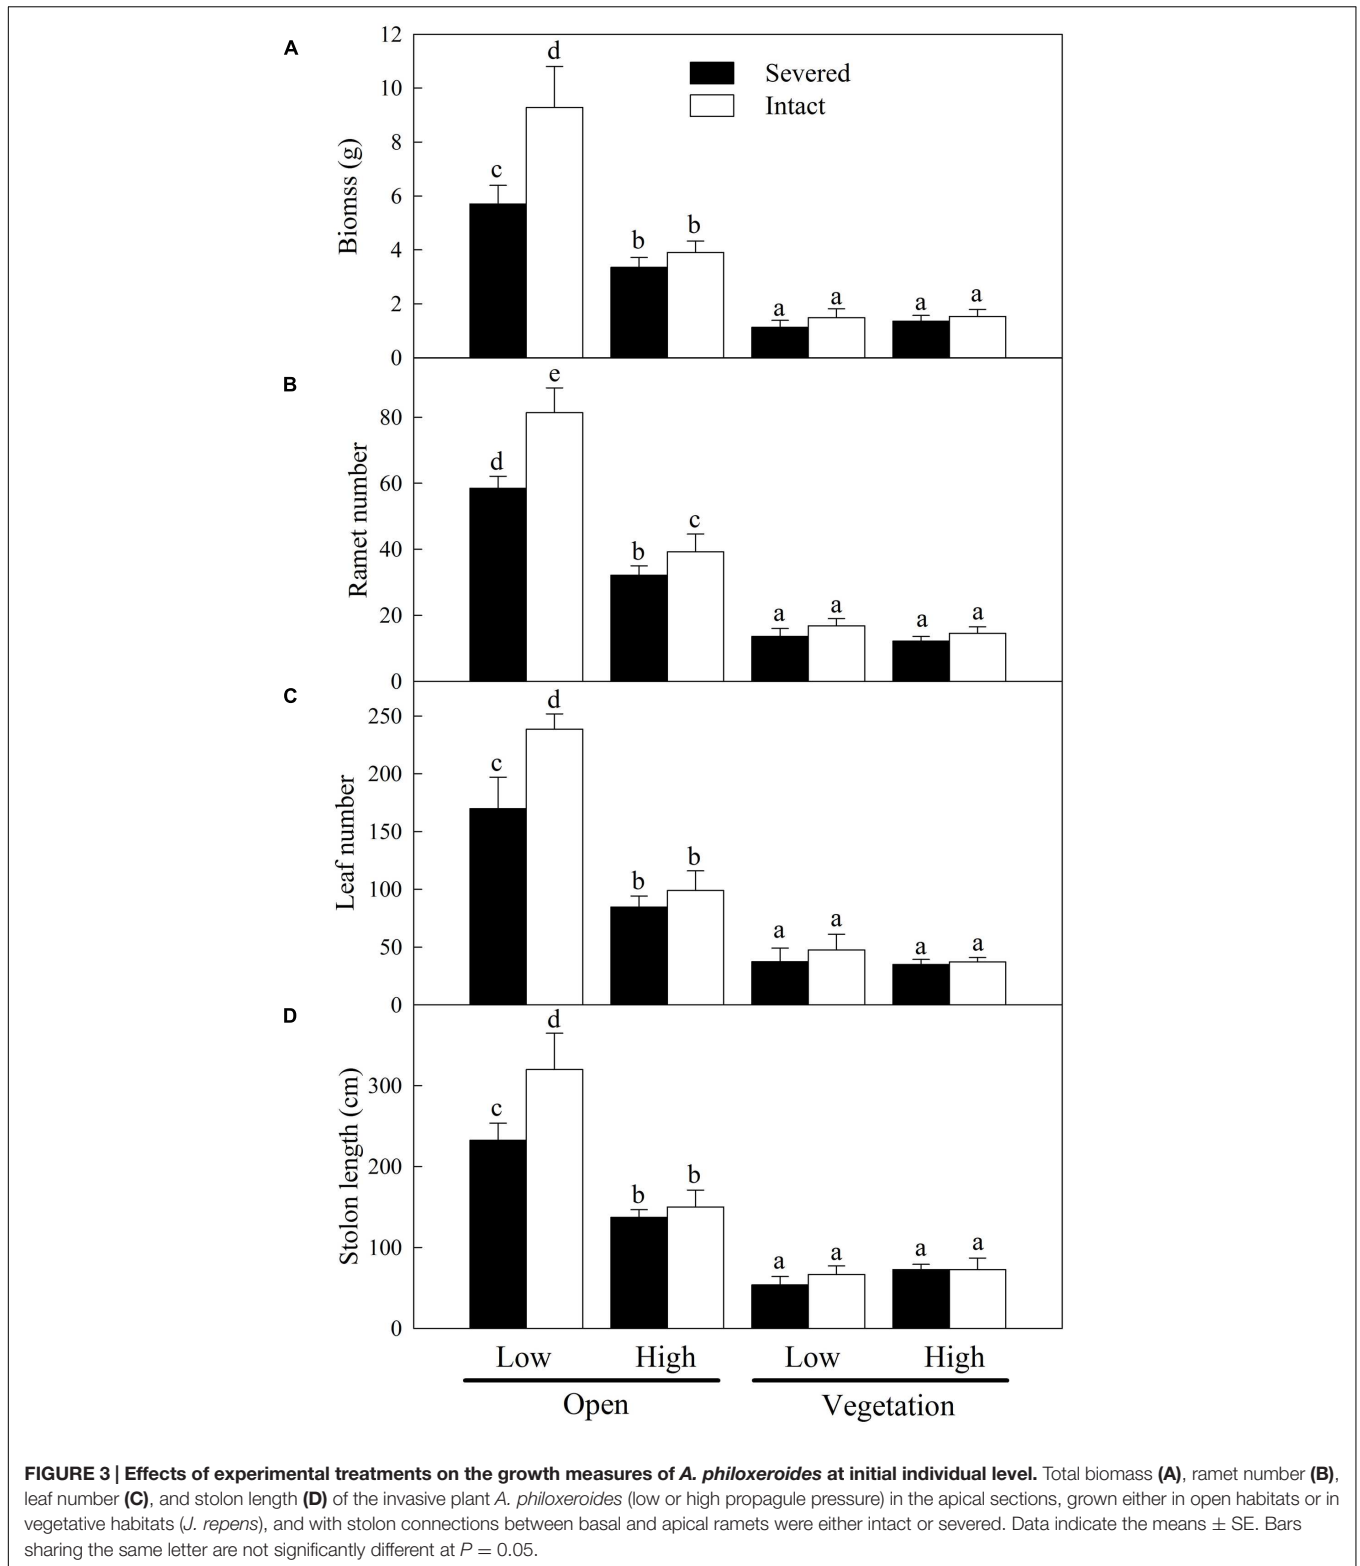 A
12
10
8
6
4
2
0
Biomss (g)
Severed
Intact
c
d
b
b
a
a
a
a
B
80
60
40
20
0
Ramet number
d
e
b
c
a
a
a
a
C
250
200
150
100
50
0
Leaf number
c
d
b
b
a
a
a
a
D
300
200
100
0
Stolon length (cm)
c
d
b
b
a
a
a
a
Low High Low High
Open Vegetation
FIGURE 3 | Effects of experimental treatments on the growth measures of A. philoxeroides at initial individual level. Total biomass (A), ramet number (B),
leaf number (C), and stolon length (D) of the invasive plant A. philoxeroides (low or high propagule pressure) in the apical sections, grown either in open habitats or in
vegetative habitats (J. repens), and with stolon connections between basal and apical ramets were either intact or severed. Data indicate the means ± SE. Bars
sharing the same letter are not significantly different at P = 0.05.